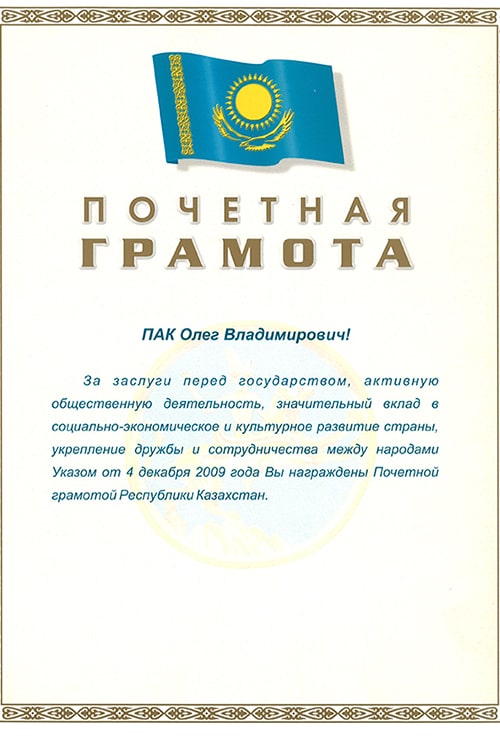 ПОЧЕТНАЯ
ГРАМОТА
ПАК Олег Владимирович!
За заслуги перед государством, активную
общественную деятельность, значительный вклад в
социально-экономическое и культурное развитие страны,
укрепление дружбы и сотрудничества между народами
Указом от 4 декабря 2009 года Вы награждены Почетной
грамотой Республики Казахстан.